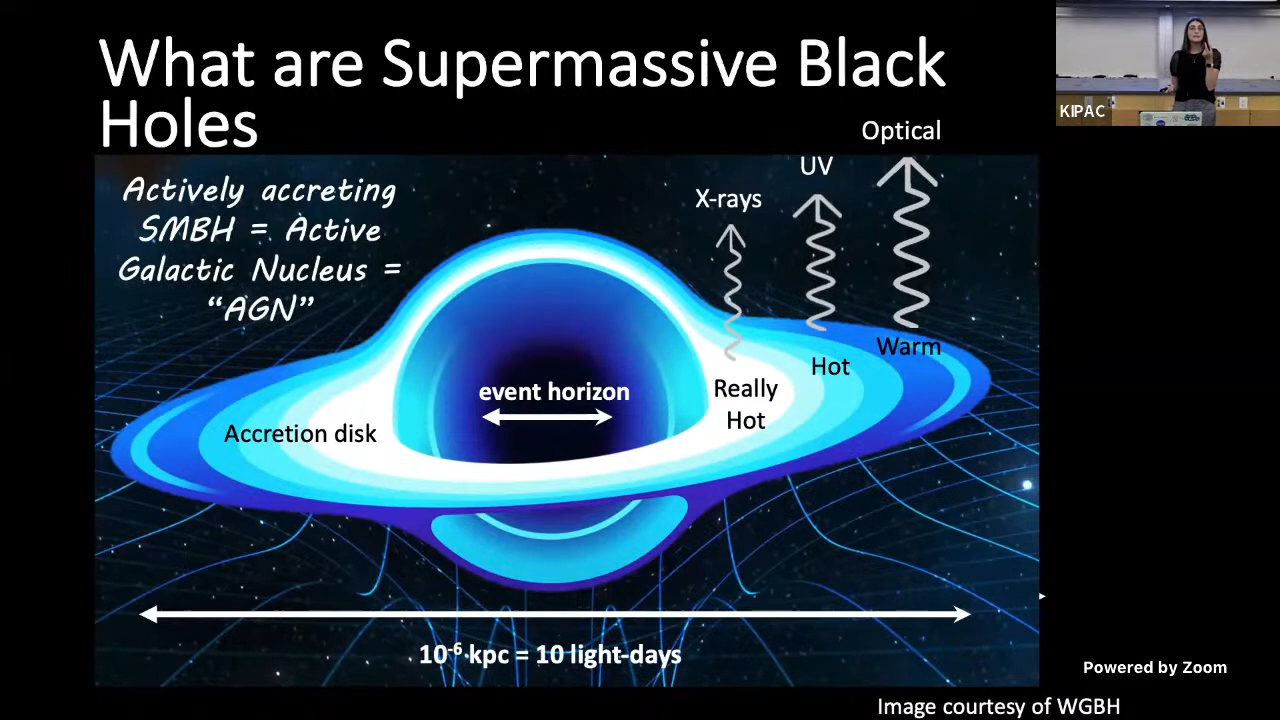 What are Supermassive Black
Holes
KIPAC
Optical
UV
X-rays
Actively accreting
SMBH = Active
Galactic Nucleus =
“AGN”
Warm
Hot
Really
Hot
event horizon
Accretion disk
10-6 kpc = 10 light-days
Powered by Zoom
Image courtesy of WGBH